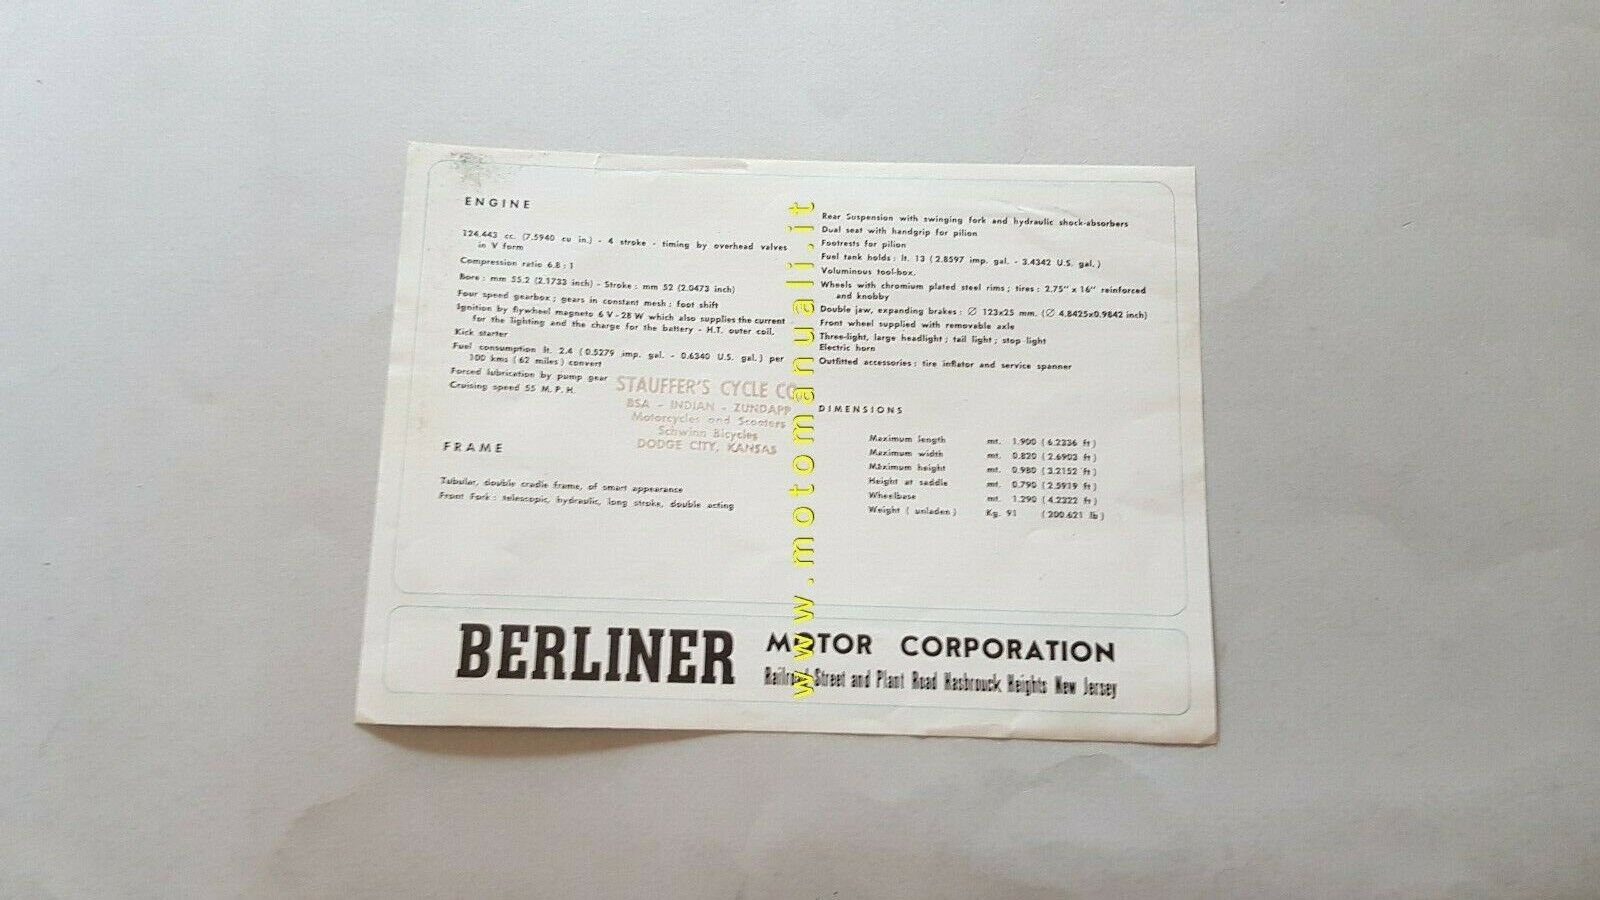 ENGINE
124.443 cc. (7.5940 cu in.) - 4 stroke - timing by overhead valves
in V form
Compression ratio 6.8 : 1
Bore : mm 55.2 (2.1733 inch) - Stroke : mm 52 (2.0473 inch)
Four speed gearbox ; gears in constant mesh : foot shift
Ignition by flywheel magneto 6 V - 28 W which also supplies the current
for the lighting and the charge for the battery - H.T. outer coil.
Kick starter
Fuel consumption lt. 2.4 (0.5279 imp. gal. - 0.6340 U.S. gal.) per
100 kms (62 miles) convert
Forced lubrication by pump gear
Cruising speed 55 M.P.H.
STAUFFER'S CYCLE CO.
BSA - INDIAN - ZUNDAPP
Motorcycles and Scooters
Schwinn Bicycles
DODGE CITY, KANSAS
FRAME
Tubular, double cradle frame, of smart appearance
Front Fork : telescopic, hydraulic, long stroke, double acting
Rear Suspension with swinging fork and hydraulic shock-absorbers
Dual seat with handgrip for pilion
Footrests for pilion
Fuel tank holds : lt. 13 (2.8597 imp. gal. - 3.4342 U.S. gal.)
Voluminous tool-box.
Wheels with chromium plated steel rims ; tires : 2.75" x 16" reinforced
and knobby
Double jaw, expanding brakes : Ø 123x25 mm. (Ø 4.8425x0.9842 inch)
Front wheel supplied with removable axle
Three-light, large headlight ; tail light ; stop light
Electric horn
Outfitted accessories : tire inflator and service spanner
DIMENSIONS
Maximum length mt. 1.900 (6.2336 ft)
Maximum width mt. 0.820 (2.6903 ft)
Maximum height mt. 0.980 (3.2152 ft)
Height at saddle mt. 0.790 (2.5919 ft)
Wheelbase mt. 1.290 (4.2322 ft)
Weight (unladen) Kg. 91 (200.621 lb)
BERLINER MOTOR CORPORATION
Railroad Street and Plant Road Hasbrouck Heights New Jersey
www.motomanuali.it